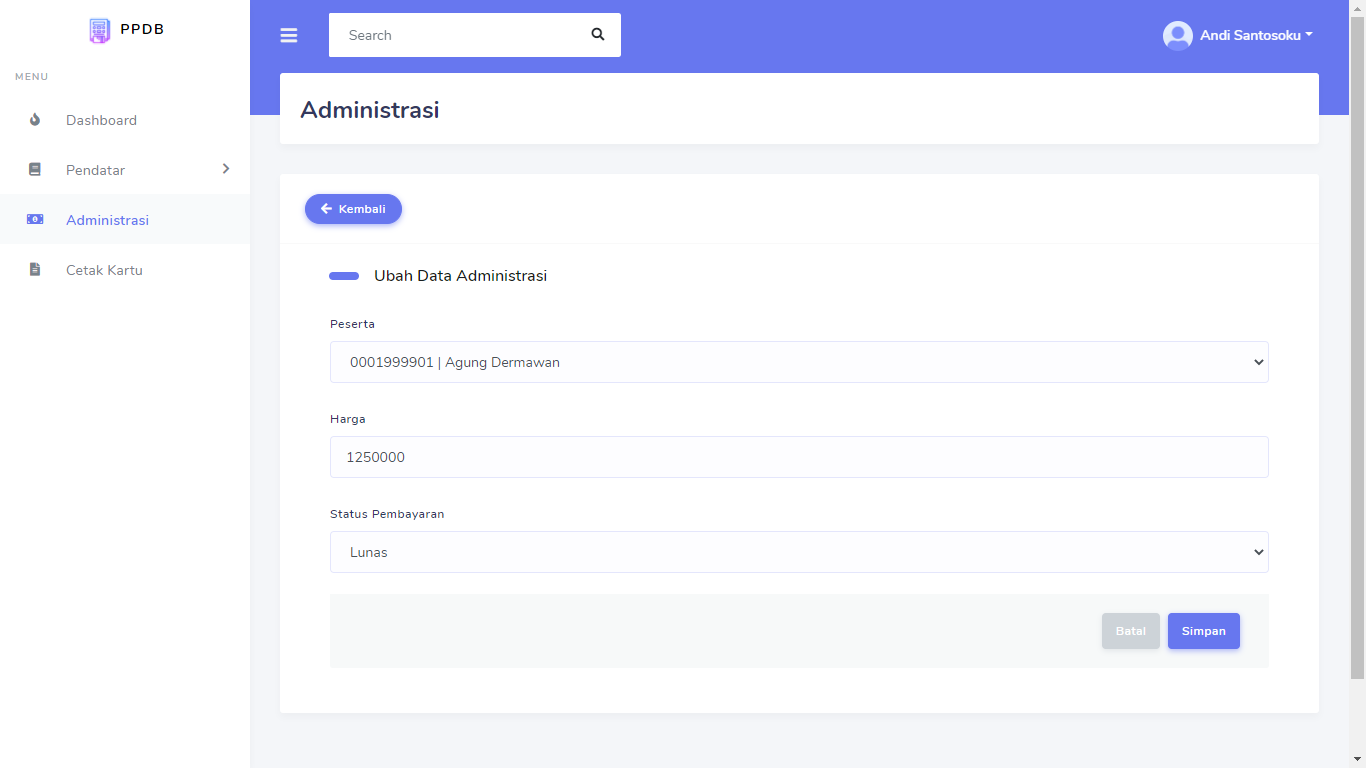 PPDB
Search
Andi Santosoku
MENU
Dashboard
Pendatar
Administrasi
Cetak Kartu
Administrasi
Kembali
Ubah Data Administrasi
Peserta
0001999901 | Agung Dermawan
Harga
1250000
Status Pembayaran
Lunas
Batal
Simpan